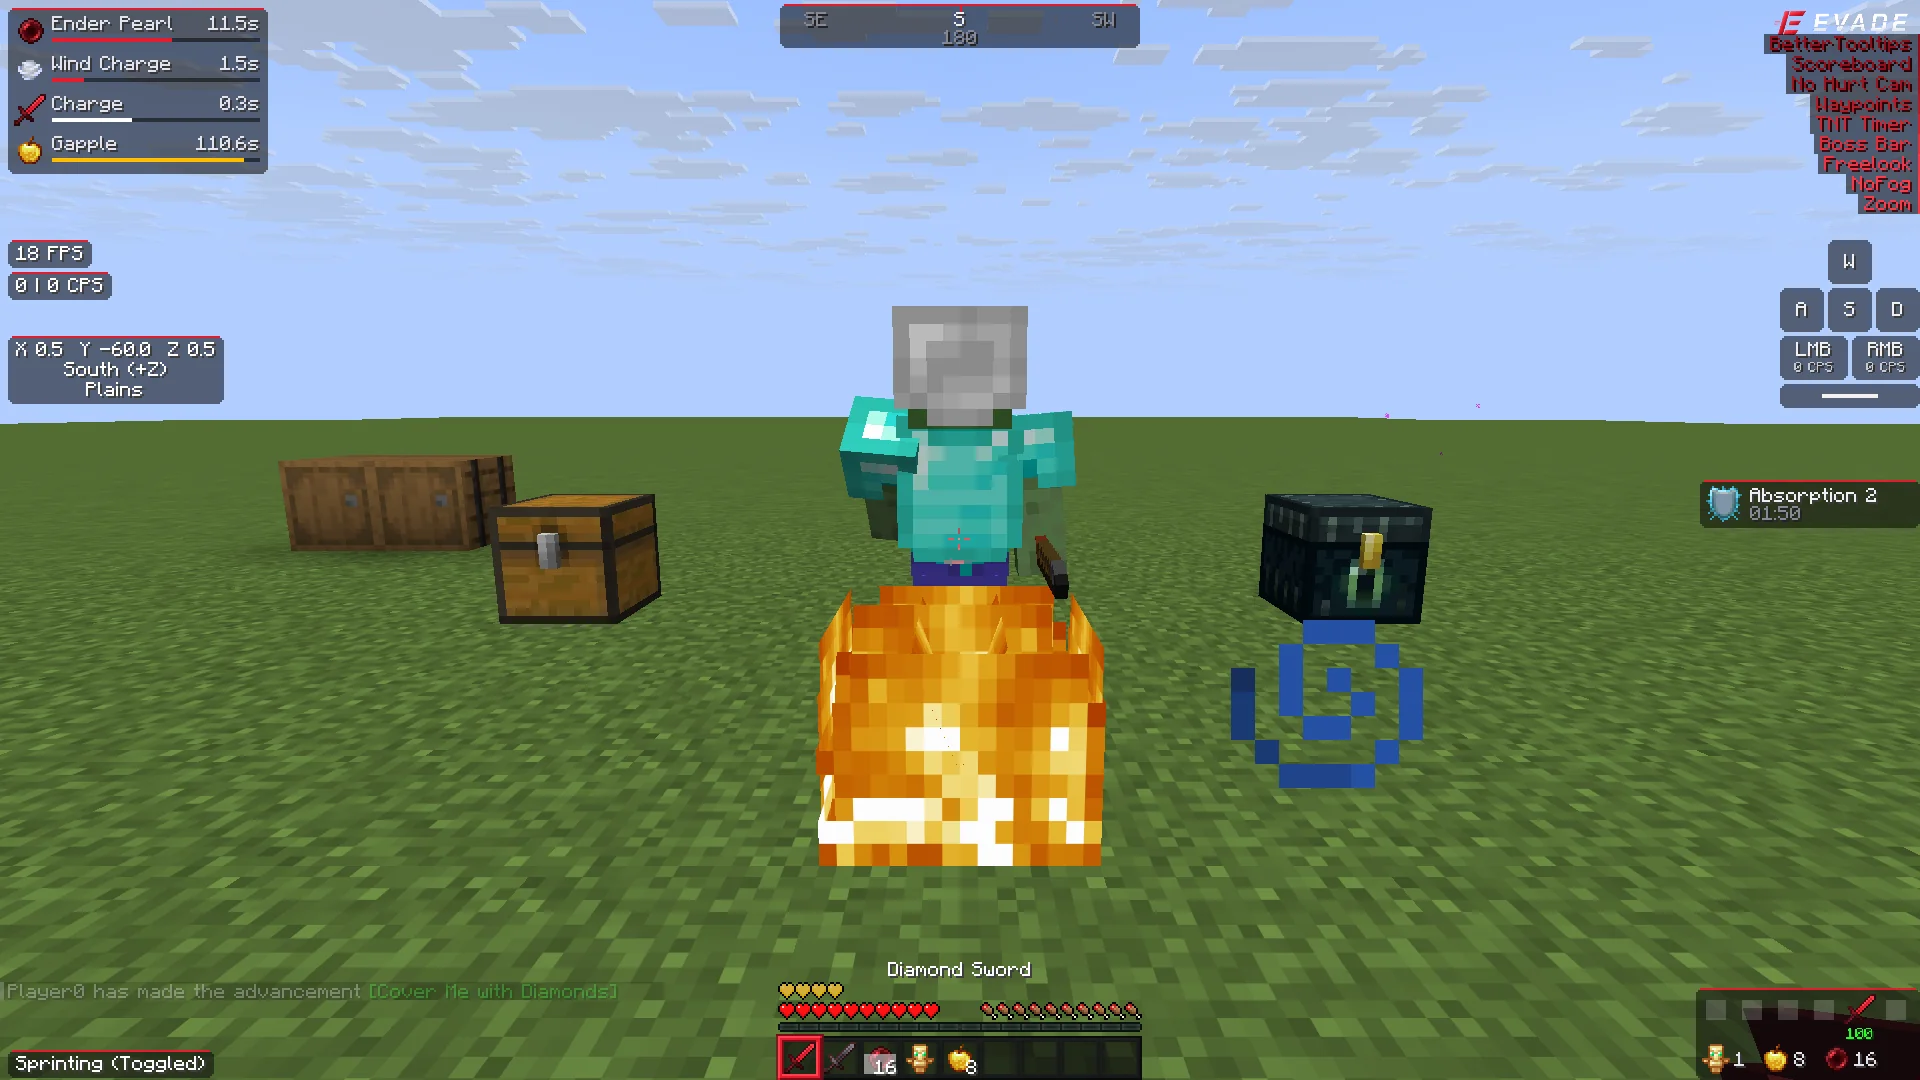 Ender Pearl 11.5s
Wind Charge 1.5s
Charge 0.3s
Gapple 110.6s
SE S SW
180
EVADE
Better Tooltips
Scoreboard
No Hurt Cam
Waypoints
TNT Timer
Boss Bar
Freelook
NoFog
Zoom
18 FPS
0 | 0 CPS
X 0.5 Y -60.0 Z 0.5
South (+Z)
Plains
W
A S D
LMB RMB
0 CPS 0 CPS
Absorption 2
01:50
Diamond Sword
Player0 has made the advancement [Cover Me with Diamonds]
Sprinting (Toggled)
16 8
100
1 8 16